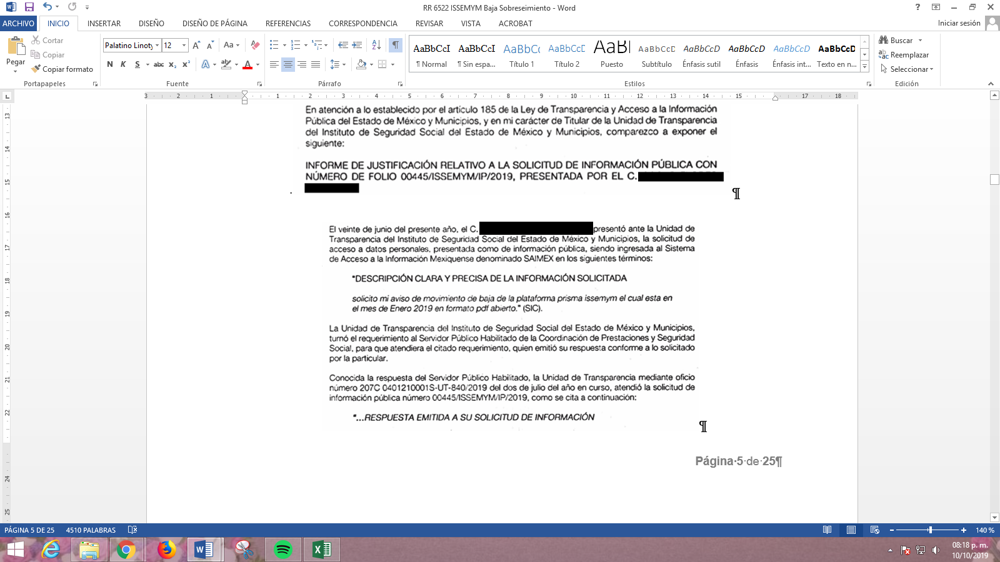 RR 6522 ISSEMYM Baja Sobreseimiento - Word
ARCHIVO INICIO INSERTAR DISEÑO DISEÑO DE PÁGINA REFERENCIAS CORRESPONDENCIA REVISAR VISTA ACROBAT Iniciar sesión
Pegar
Cortar
Copiar
Copiar formato
Portapapeles
Palatino Linoty 12
N K S abc x₂ x²
Fuente
Párrafo
AaBbCcI AaBbCcI AaBbCc AaBbCcC AaBl AaBbCcD AaBbCcD AaBbCcD AaBbCcD AaBbCcD
¶ Normal ¶ Sin espa... Título 1 Título 2 Puesto Subtítulo Énfasis sutil Énfasis Énfasis int... Texto en n...
Estilos
Buscar
Reemplazar
Seleccionar
Edición
3 2 1 1 2 3 4 5 6 7 8 9 10 11 12 13 14 15 17 18
13
14
15
16
17
18
19
20
21
22
24
25
En atención a lo establecido por el artículo 185 de la Ley de Transparencia y Acceso a la Información
Pública del Estado de México y Municipios, y en mi carácter de Titular de la Unidad de Transparencia
del Instituto de Seguridad Social del Estado de México y Municipios, comparezco a exponer el
siguiente:
INFORME DE JUSTIFICACIÓN RELATIVO A LA SOLICITUD DE INFORMACIÓN PÚBLICA CON
NÚMERO DE FOLIO 00445/ISSEMYM/IP/2019, PRESENTADA POR EL C.
¶
El veinte de junio del presente año, el C. presentó ante la Unidad de
Transparencia del Instituto de Seguridad Social del Estado de México y Municipios, la solicitud de
acceso a datos personales, presentada como de información pública, siendo ingresada al Sistema
de Acceso a la Información Mexiquense denominado SAIMEX en los siguientes términos:
"DESCRIPCIÓN CLARA Y PRECISA DE LA INFORMACIÓN SOLICITADA
solicito mi aviso de movimiento de baja de la plataforma prisma issemym el cual esta en
el mes de Enero 2019 en formato pdf abierto." (SIC).
La Unidad de Transparencia del Instituto de Seguridad Social del Estado de México y Municipios,
turnó el requerimiento al Servidor Público Habilitado de la Coordinación de Prestaciones y Seguridad
Social, para que atendiera el citado requerimiento, quien emitió su respuesta conforme a lo solicitado
por la particular.
Conocida la respuesta del Servidor Público Habilitado, la Unidad de Transparencia mediante oficio
número 207C 0401210001S-UT-840/2019 del dos de julio del año en curso, atendió la solicitud de
información pública número 00445/ISSEMYM/IP/2019, como se cita a continuación:
"...RESPUESTA EMITIDA A SU SOLICITUD DE INFORMACIÓN
¶
Página·5·de·25¶
PÁGINA 5 DE 25 4510 PALABRAS 140 %
08:18 p. m.
10/10/2019